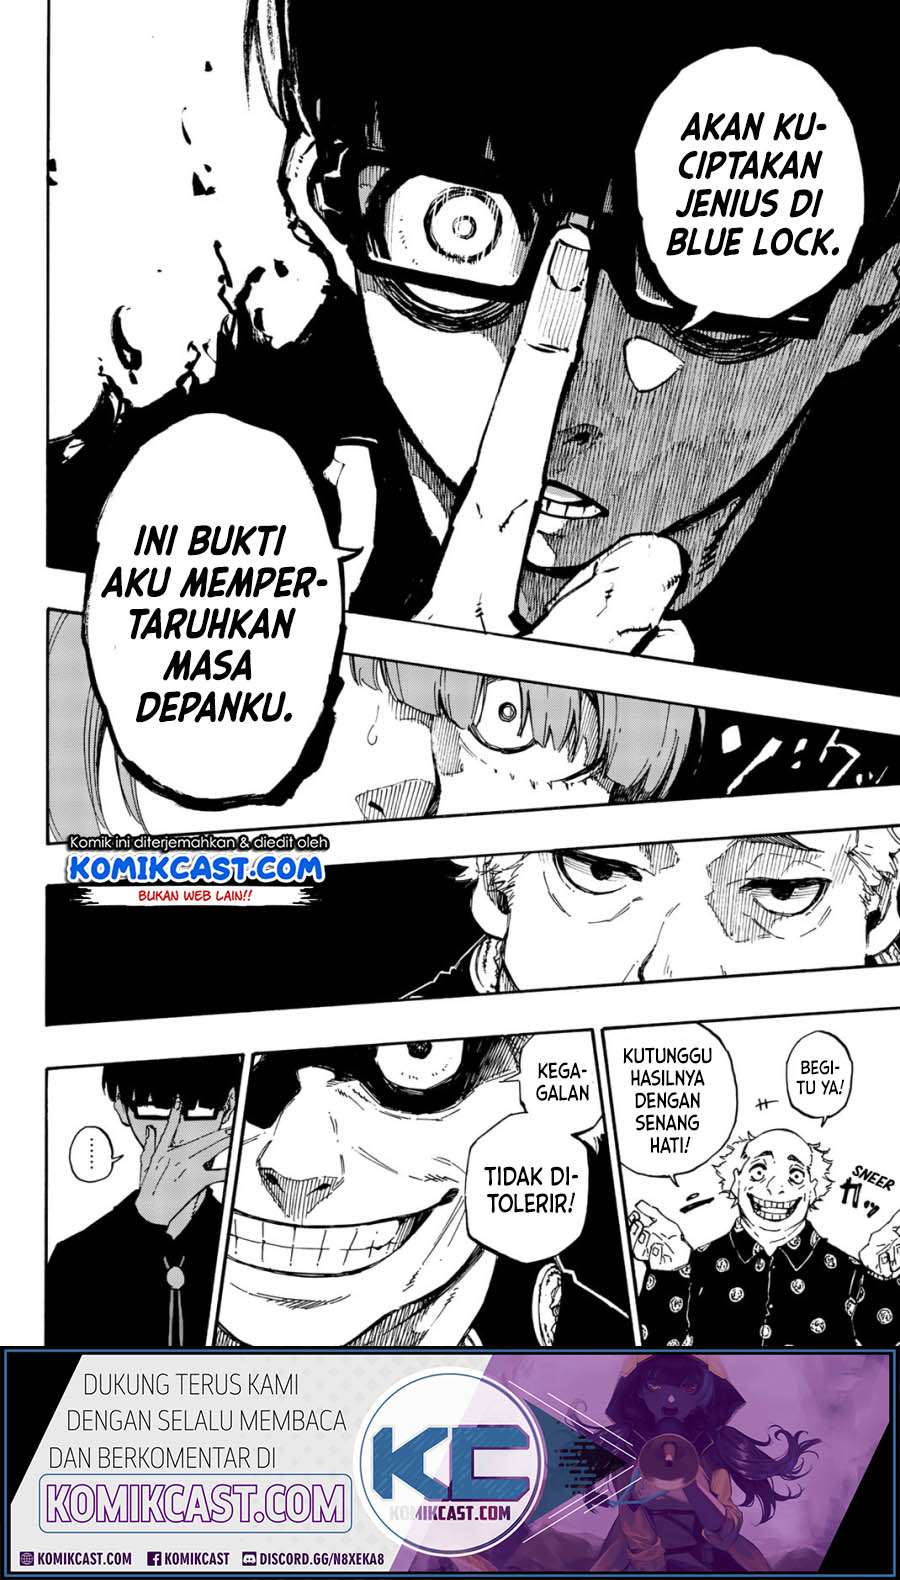 AKAN KU-
CIPTAKAN
JENIUS DI
BLUE LOCK.
INI BUKTI
AKU MEMPER-
TARUHKAN
MASA
DEPANKU.
Komik ini diterjemahkan & diedit oleh
KOMIKCAST.COM
BUKAN WEB LAIN!!
BEGI-
TU YA!
KUTUNGGU
HASILNYA
DENGAN
SENANG
HATI!
SNEER
KEGA-
GALAN
TIDAK DI-
TOLERIR!
......
DUKUNG TERUS KAMI
DENGAN SELALU MEMBACA
DAN BERKOMENTAR DI
KOMIKCAST.COM
KC
KOMIKCAST.COM
KOMIKCAST.COM KOMIKCAST DISCORD.GG/N8XEKA8